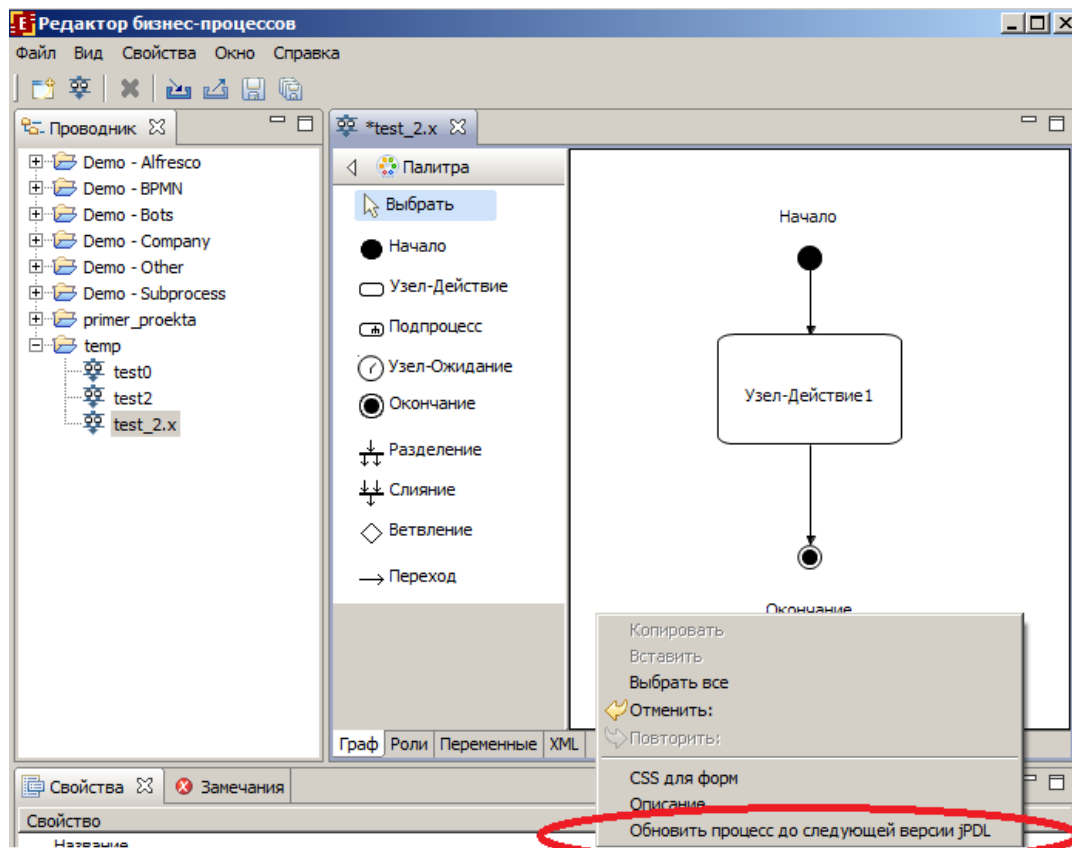 Редактор бизнес-процессов
Файл Вид Свойства Окно Справка
Проводник
Demo - Alfresco
Demo - BPMN
Demo - Bots
Demo - Company
Demo - Other
Demo - Subprocess
primer_proekta
temp
test0
test2
test_2.x
*test_2.x
Палитра
Выбрать
Начало
Узел-Действие
Подпроцесс
Узел-Ожидание
Окончание
Разделение
Слияние
Ветвление
Переход
Начало
Узел-Действие1
Окончание
Граф Роли Переменные XML
Копировать
Вставить
Выбрать все
Отменить:
Повторить:
CSS для форм
Описание
Обновить процесс до следующей версии jPDL
Свойства Замечания
Свойство
Название